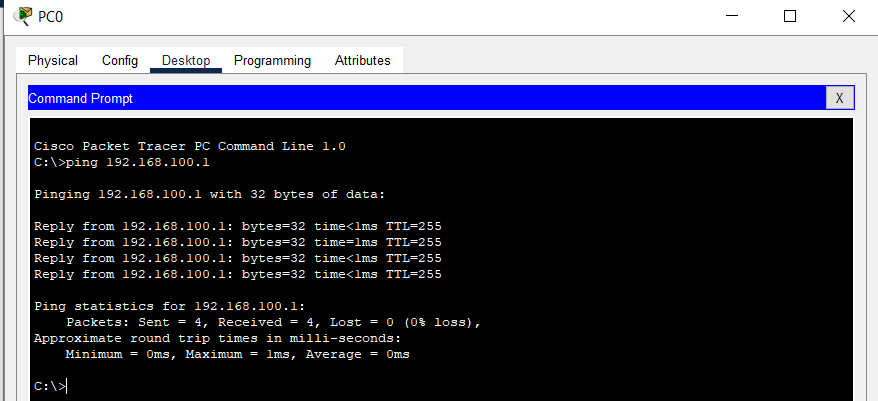 PC0
Physical Config Desktop Programming Attributes
Command Prompt X
Cisco Packet Tracer PC Command Line 1.0
C:\>ping 192.168.100.1
Pinging 192.168.100.1 with 32 bytes of data:
Reply from 192.168.100.1: bytes=32 time<1ms TTL=255
Reply from 192.168.100.1: bytes=32 time=1ms TTL=255
Reply from 192.168.100.1: bytes=32 time<1ms TTL=255
Reply from 192.168.100.1: bytes=32 time<1ms TTL=255
Ping statistics for 192.168.100.1:
    Packets: Sent = 4, Received = 4, Lost = 0 (0% loss),
Approximate round trip times in milli-seconds:
    Minimum = 0ms, Maximum = 1ms, Average = 0ms
C:\>